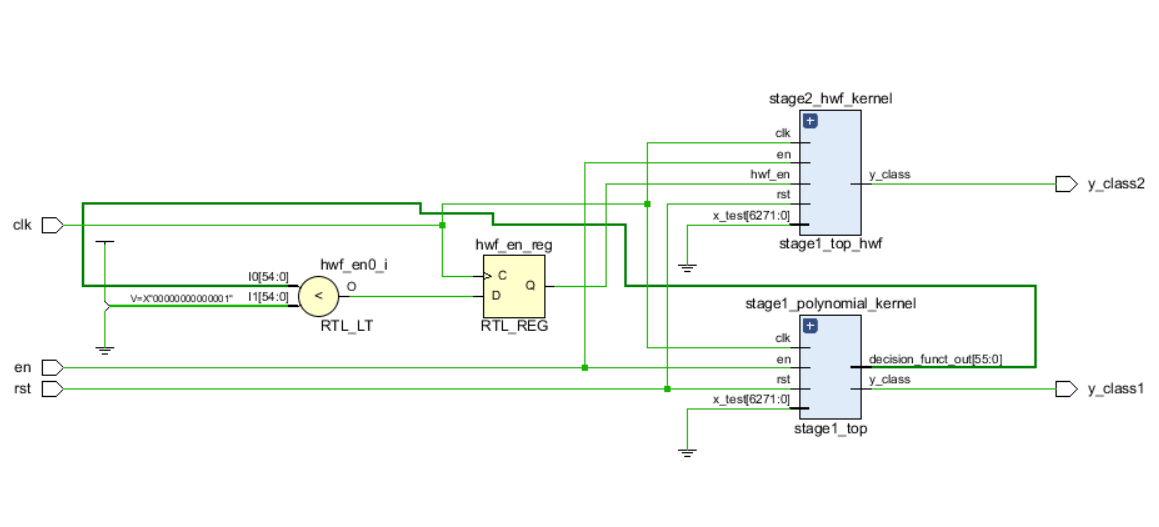 stage2_hwf_kernel
+
clk
en
hwf_en
rst
x_test[6271:0]
y_class
y_class2
stage1_top_hwf
clk
hwf_en0_i
I0[54:0]
V=X"00000000000001"
I1[54:0]
<
O
RTL_LT
hwf_en_reg
C
D
Q
RTL_REG
stage1_polynomial_kernel
+
clk
en
rst
x_test[6271:0]
decision_funct_out[55:0]
y_class
y_class1
stage1_top
en
rst